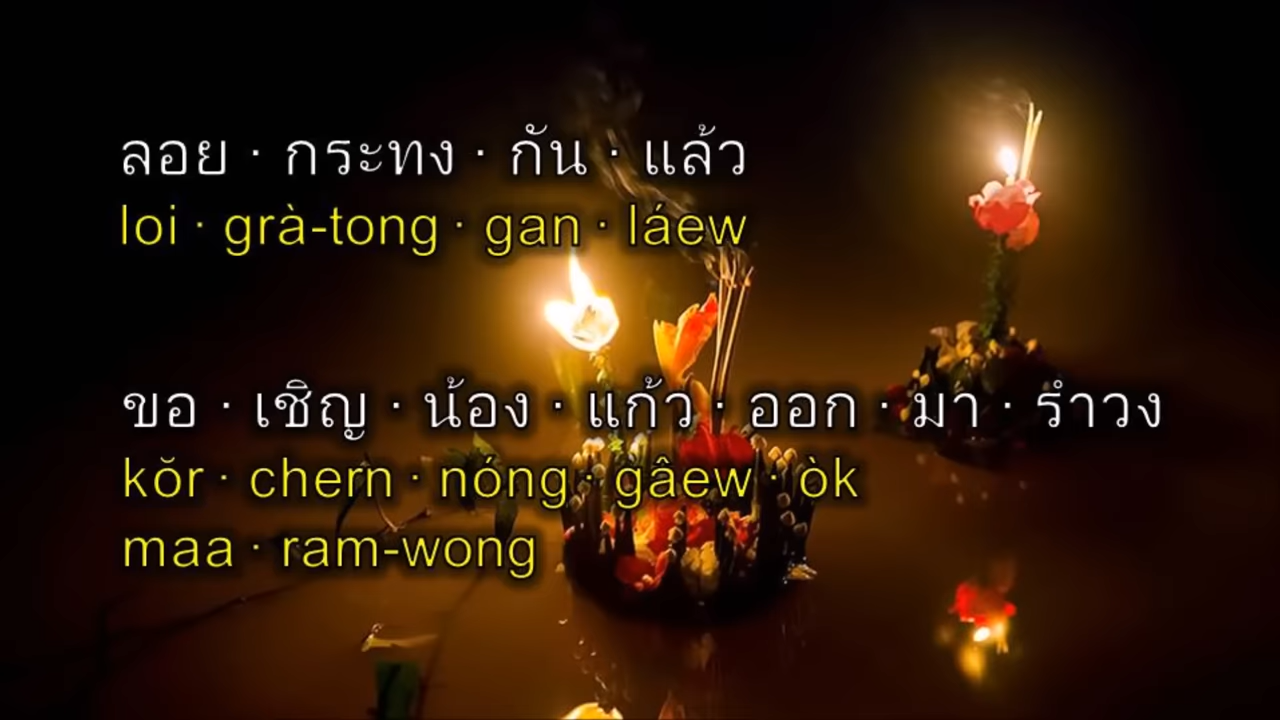 ลอย · กระทง · กัน · แล้ว
loi · grà-tong · gan · láew
ขอ · เชิญ · น้อง · แก้ว · ออก · มา · รำวง
kŏr · chern · nóng · gâew · òk
maa · ram-wong